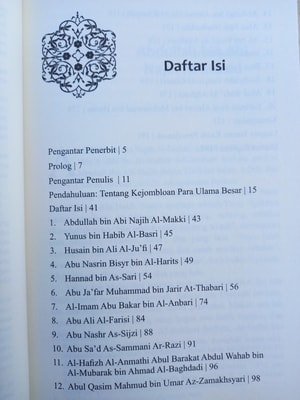 Daftar Isi
Pengantar Penerbit | 5
Prolog | 7
Pengantar Penulis | 11
Pendahuluan: Tentang Kejombloan Para Ulama Besar | 15
Daftar Isi | 41
1. Abdullah bin Abi Najih Al-Makki | 43
2. Yunus bin Habib Al-Basri | 45
3. Husain bin Ali Al-Ju'fi | 47
4. Abu Nasrin Bisyr bin Al-Harits | 49
5. Hannad bin As-Sari | 54
6. Abu Ja'far Muhammad bin Jarir At-Thabari | 56
7. Al-Imam Abu Bakar bin Al-Anbari | 74
8. Abu Ali Al-Farisi | 84
9. Abu Nashr As-Sijzi | 88
10. Abu Sa'd As-Sammani Ar-Razi | 91
11. Al-Hafizh Al-Anmathi Abul Barakat Abdul Wahab bin
Al-Mubarak bin Ahmad Al-Baghdadi | 96
12. Abul Qasim Mahmud bin Umar Az-Zamakhsyari | 98